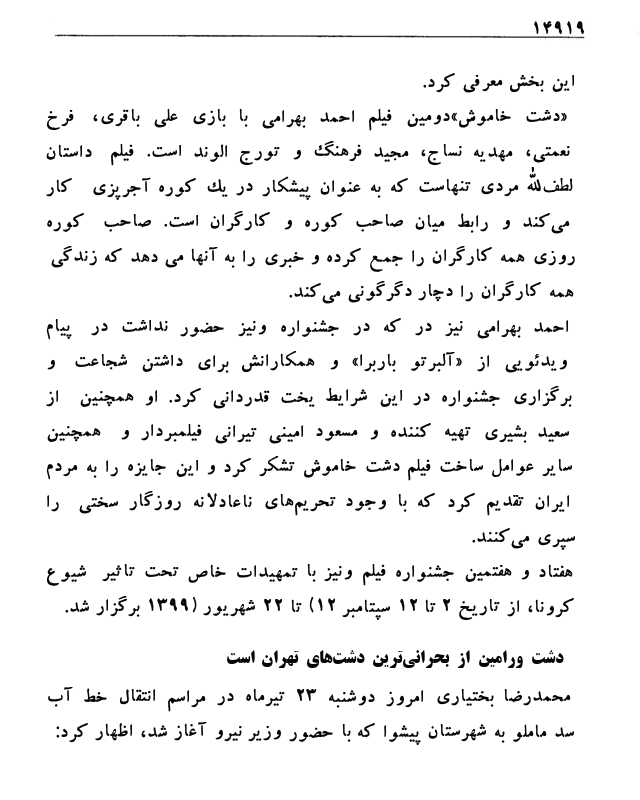 ۱۴۹۱۹
این بخش معرفی کرد.
«دشت خاموش»دومین فیلم احمد بهرامی با بازی علی باقری، فرخ
نعمتی، مهدیه نساج، مجید فرهنگ و تورج الوند است. فیلم داستان
لطف‌الله مردی تنهاست که به عنوان پیشکار در یك کوره آجرپزی کار
می‌کند و رابط میان صاحب کوره و کارگران است. صاحب کوره
روزی همه کارگران را جمع کرده و خبری را به آنها می دهد که زندگی
همه کارگران را دچار دگرگونی می‌کند.
احمد بهرامی نیز در که در جشنواره ونیز حضور نداشت در پیام
ویدئویی از «آلبرتو باربرا» و همکارانش برای داشتن شجاعت و
برگزاری جشنواره در این شرایط یخت قدردانی کرد. او همچنین از
سعید بشیری تهیه کننده و مسعود امینی تیرانی فیلمبردار و همچنین
سایر عوامل ساخت فیلم دشت خاموش تشکر کرد و این جایزه را به مردم
ایران تقدیم کرد که با وجود تحریم‌های ناعادلانه روزگار سختی را
سپری می‌کنند.
هفتاد و هفتمین جشنواره فیلم ونیز با تمهیدات خاص تحت تاثیر شیوع
کرونا، از تاریخ ۲ تا ۱۲ سپتامبر ۱۲) تا ۲۲ شهریور (۱۳۹۹ برگزار شد.
دشت ورامین از بحرانی‌ترین دشت‌های تهران است
محمدرضا بختیاری امروز دوشنبه ۲۳ تیرماه در مراسم انتقال خط آب
سد ماملو به شهرستان پیشوا که با حضور وزیر نیرو آغاز شد، اظهار کرد: